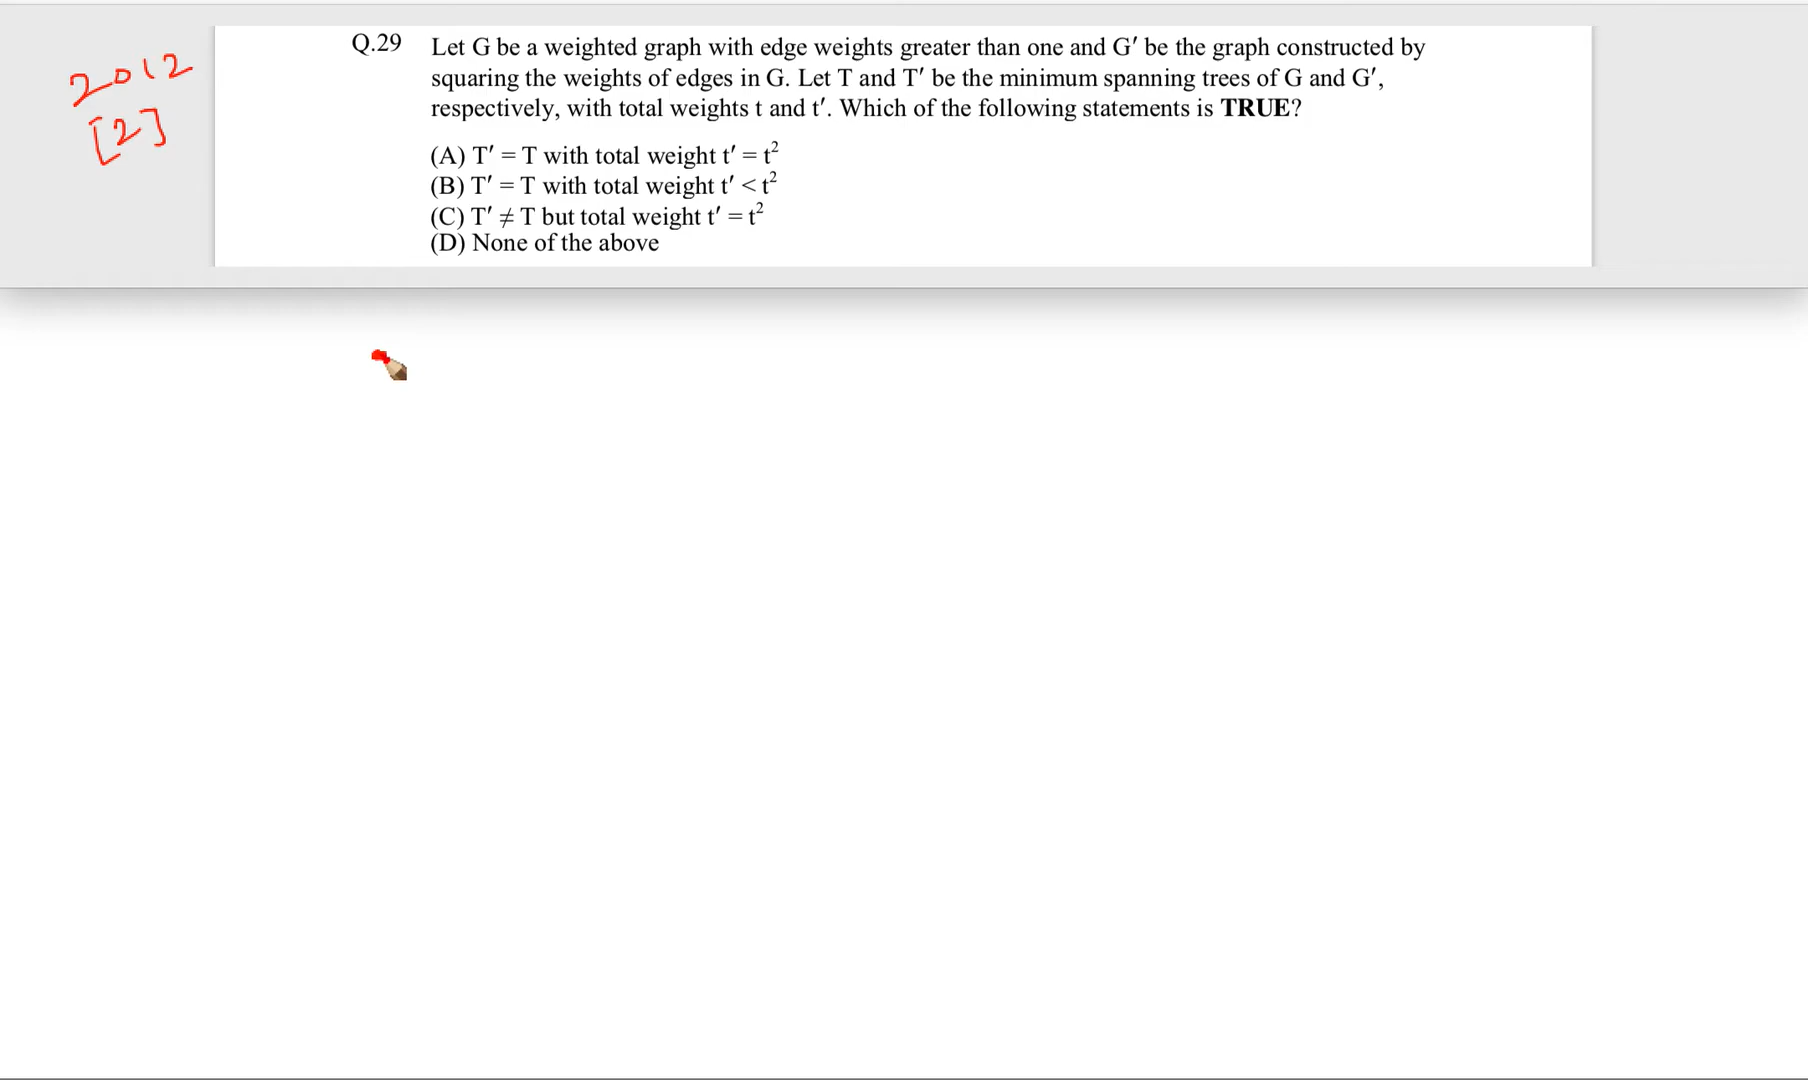 2012
[2]
Q.29 Let G be a weighted graph with edge weights greater than one and G′ be the graph constructed by
squaring the weights of edges in G. Let T and T′ be the minimum spanning trees of G and G′,
respectively, with total weights t and t′. Which of the following statements is TRUE?
(A) T′ = T with total weight t′ = t²
(B) T′ = T with total weight t′ < t²
(C) T′ ≠ T but total weight t′ = t²
(D) None of the above